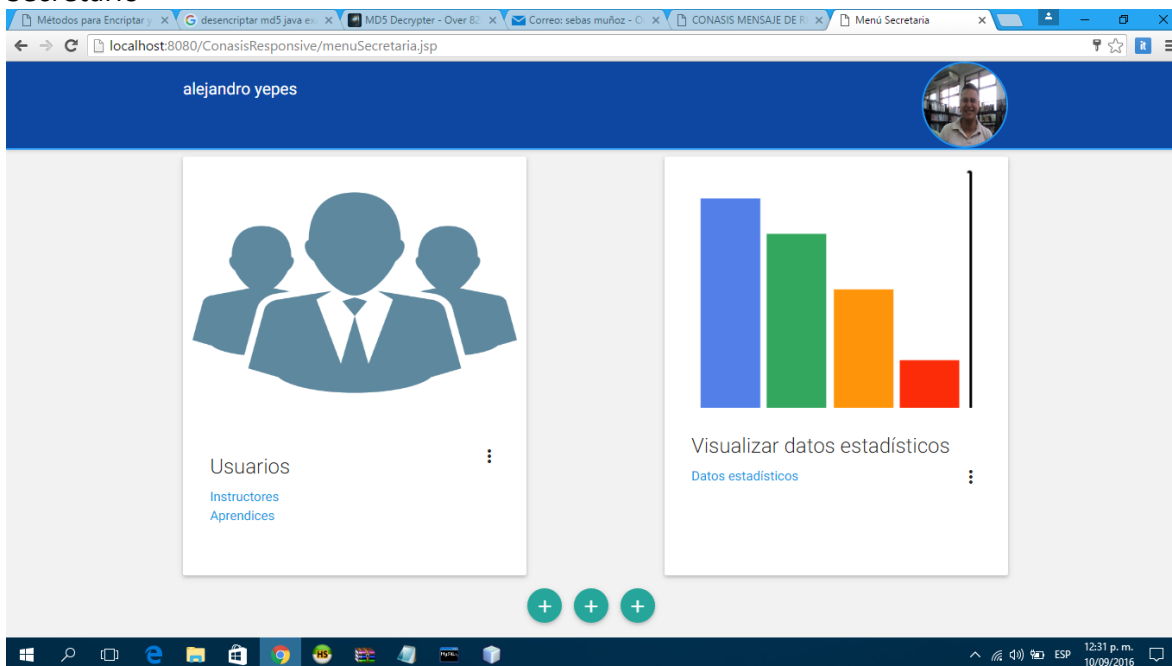 Secretario
Métodos para Encriptar y
desencriptar md5 java ex
MD5 Decrypter - Over 82
Correo: sebas muñoz - O
CONASIS MENSAJE DE R
Menú Secretaria
localhost:8080/ConasisResponsive/menuSecretaria.jsp
alejandro yepes
Usuarios
Instructores
Aprendices
Visualizar datos estadísticos
Datos estadísticos
ESP
12:31 p. m.
10/09/2016